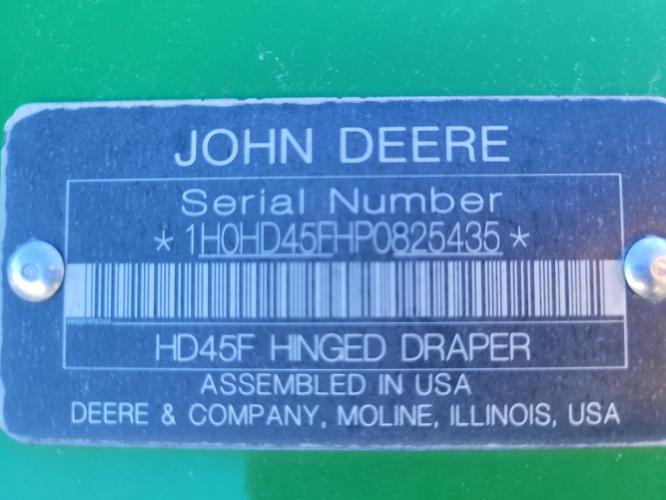 JOHN DEERE
Serial Number
*1H0HD45FHP0825435*
HD45F HINGED DRAPER
ASSEMBLED IN USA
DEERE & COMPANY, MOLINE, ILLINOIS, USA